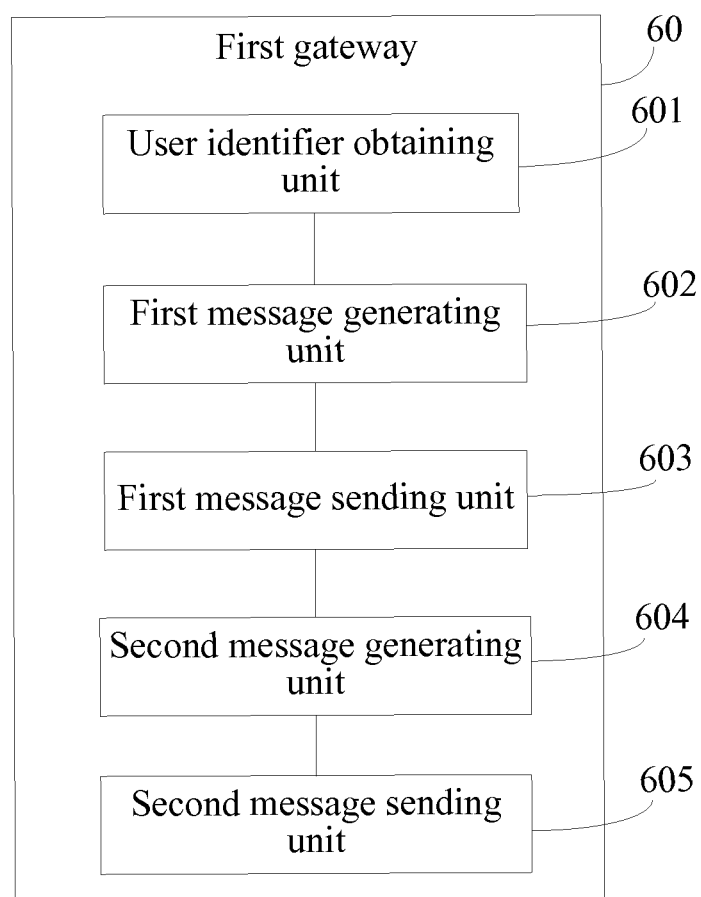 First gateway
60
601
User identifier obtaining
unit
602
First message generating
unit
603
First message sending unit
604
Second message generating
unit
605
Second message sending
unit